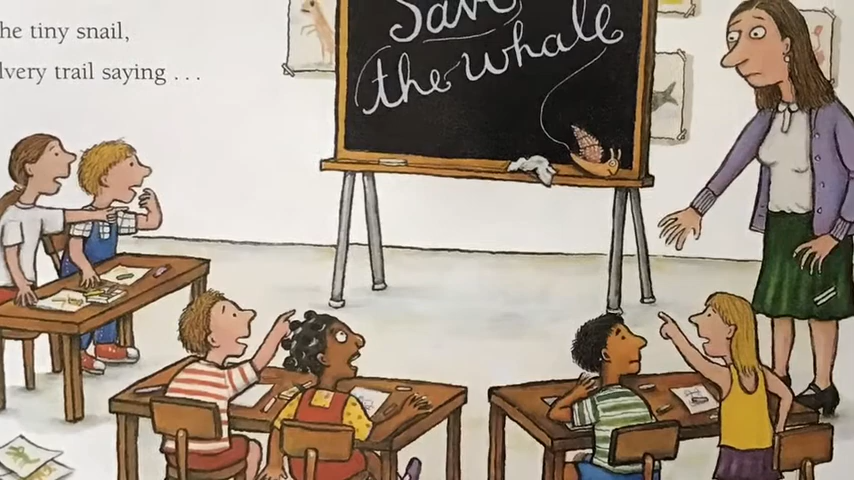 he tiny snail,
lvery trail saying . . .
Save
the whale